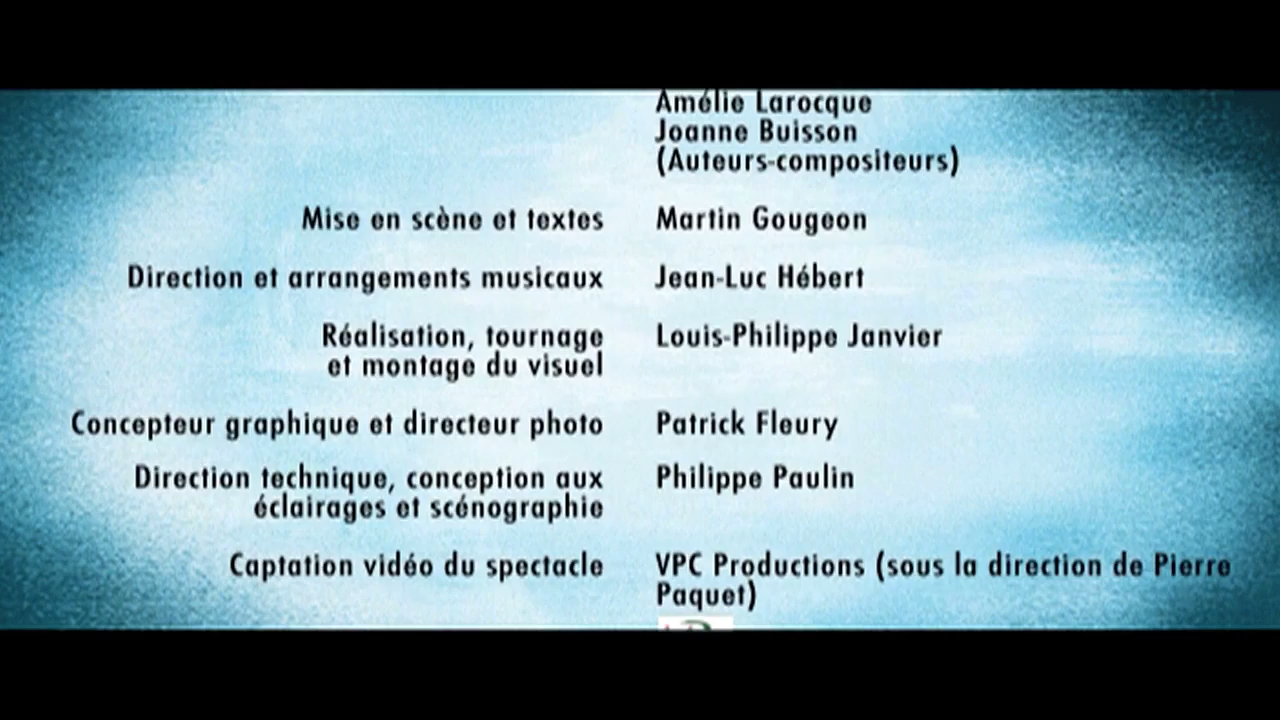 Amélie Larocque
Joanne Buisson
(Auteurs-compositeurs)
Mise en scène et textes Martin Gougeon
Direction et arrangements musicaux Jean-Luc Hébert
Réalisation, tournage Louis-Philippe Janvier
et montage du visuel
Concepteur graphique et directeur photo Patrick Fleury
Direction technique, conception aux Philippe Paulin
éclairages et scénographie
Captation vidéo du spectacle VPC Productions (sous la direction de Pierre
Paquet)